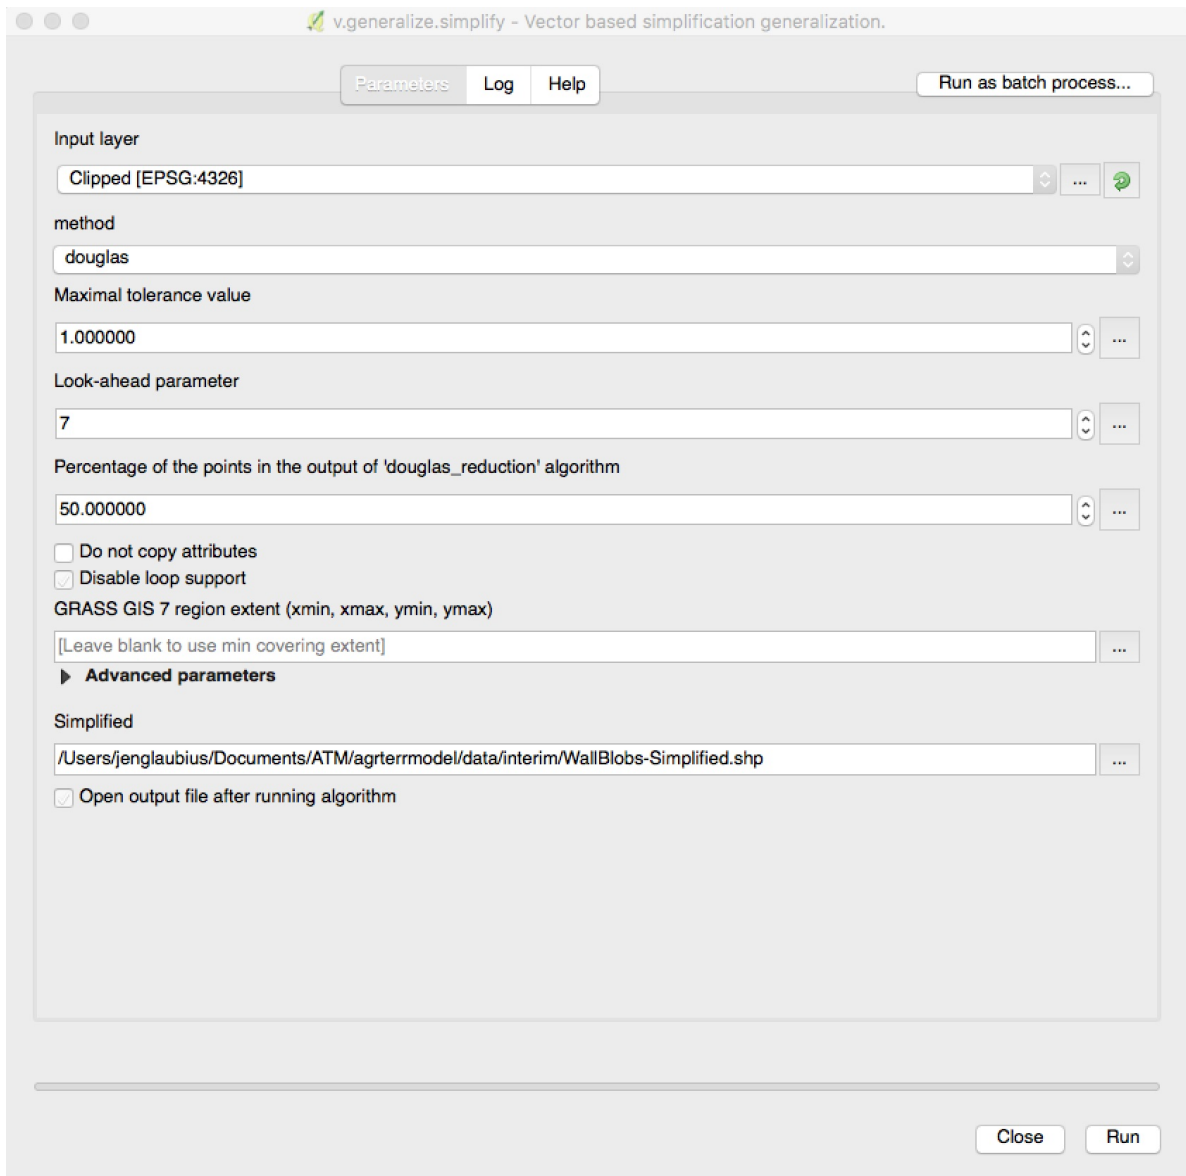 v.generalize.simplify - Vector based simplification generalization.
Parameters
Log
Help
Run as batch process...
Input layer
Clipped [EPSG:4326]
...
method
douglas
Maximal tolerance value
1.000000
...
Look-ahead parameter
7
...
Percentage of the points in the output of 'douglas_reduction' algorithm
50.000000
...
Do not copy attributes
Disable loop support
GRASS GIS 7 region extent (xmin, xmax, ymin, ymax)
[Leave blank to use min covering extent]
...
Advanced parameters
Simplified
/Users/jenglaubius/Documents/ATM/agrterrmodel/data/interim/WallBlobs-Simplified.shp
...
Open output file after running algorithm
Close
Run